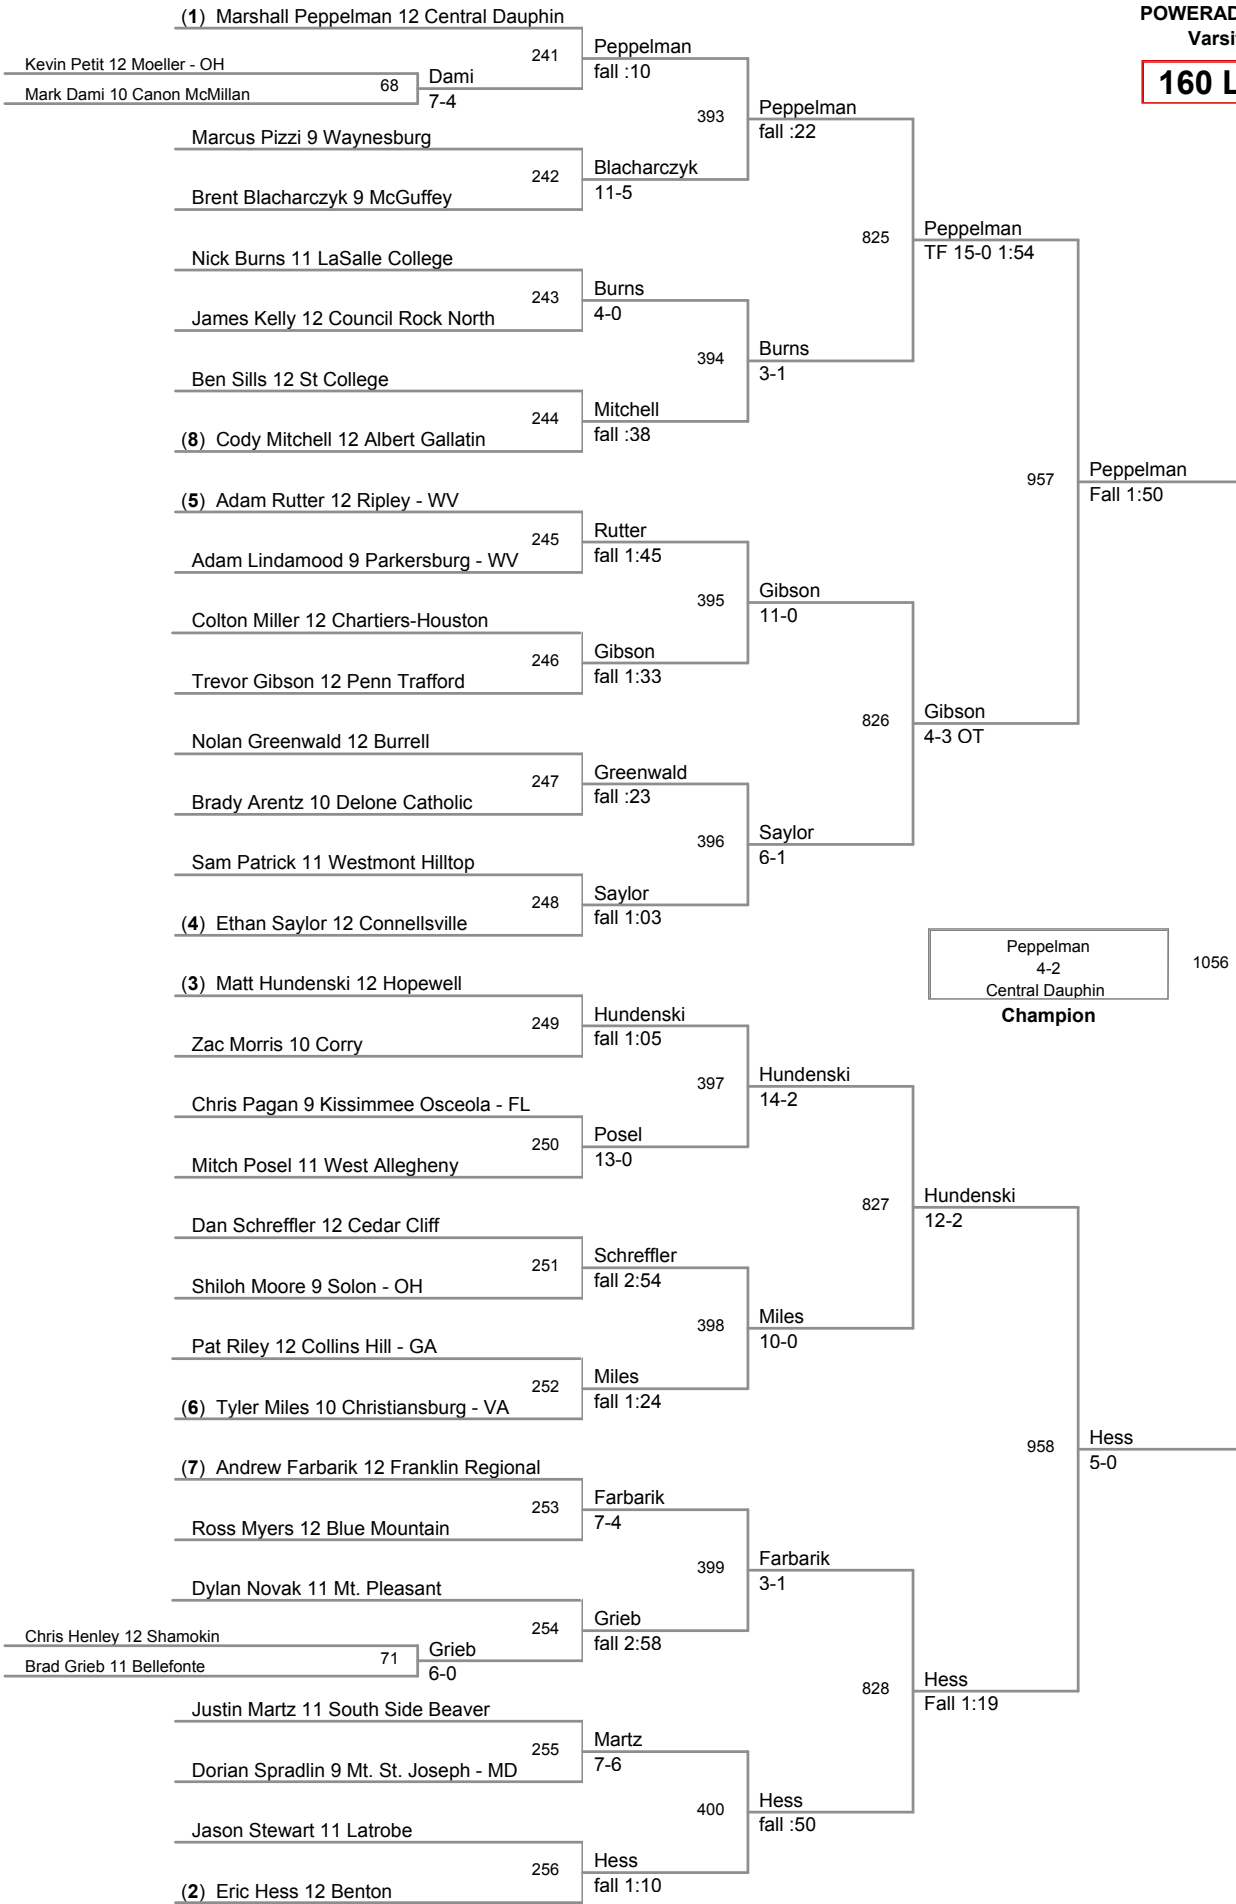 (1) Marshall Peppelman 12 Central Dauphin
POWERAD
Varsi
160 L
241
Peppelman
fall :10
Kevin Petit 12 Moeller - OH
68
Dami
7-4
Mark Dami 10 Canon McMillan
393
Peppelman
fall :22
Marcus Pizzi 9 Waynesburg
242
Blacharczyk
11-5
Brent Blacharczyk 9 McGuffey
825
Peppelman
TF 15-0 1:54
Nick Burns 11 LaSalle College
243
Burns
4-0
James Kelly 12 Council Rock North
394
Burns
3-1
Ben Sills 12 St College
244
Mitchell
fall :38
(8) Cody Mitchell 12 Albert Gallatin
957
Peppelman
Fall 1:50
(5) Adam Rutter 12 Ripley - WV
245
Rutter
fall 1:45
Adam Lindamood 9 Parkersburg - WV
395
Gibson
11-0
Colton Miller 12 Chartiers-Houston
246
Gibson
fall 1:33
Trevor Gibson 12 Penn Trafford
826
Gibson
4-3 OT
Nolan Greenwald 12 Burrell
247
Greenwald
fall :23
Brady Arentz 10 Delone Catholic
396
Saylor
6-1
Sam Patrick 11 Westmont Hilltop
248
Saylor
fall 1:03
(4) Ethan Saylor 12 Connellsville
Peppelman
4-2
Central Dauphin
1056
Champion
(3) Matt Hundenski 12 Hopewell
249
Hundenski
fall 1:05
Zac Morris 10 Corry
397
Hundenski
14-2
Chris Pagan 9 Kissimmee Osceola - FL
250
Posel
13-0
Mitch Posel 11 West Allegheny
827
Hundenski
12-2
Dan Schreffler 12 Cedar Cliff
251
Schreffler
fall 2:54
Shiloh Moore 9 Solon - OH
398
Miles
10-0
Pat Riley 12 Collins Hill - GA
252
Miles
fall 1:24
(6) Tyler Miles 10 Christiansburg - VA
958
Hess
5-0
(7) Andrew Farbarik 12 Franklin Regional
253
Farbarik
7-4
Ross Myers 12 Blue Mountain
399
Farbarik
3-1
Dylan Novak 11 Mt. Pleasant
254
Grieb
fall 2:58
Chris Henley 12 Shamokin
71
Grieb
6-0
Brad Grieb 11 Bellefonte
828
Hess
Fall 1:19
Justin Martz 11 South Side Beaver
255
Martz
7-6
Dorian Spradlin 9 Mt. St. Joseph - MD
400
Hess
fall :50
Jason Stewart 11 Latrobe
256
Hess
fall 1:10
(2) Eric Hess 12 Benton